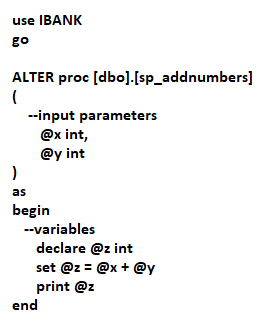 use IBANK
go
ALTER proc [dbo].[sp_addnumbers]
(
--input parameters
@x int,
@y int
)
as
begin
--variables
declare @z int
set @z = @x + @y
print @z
end